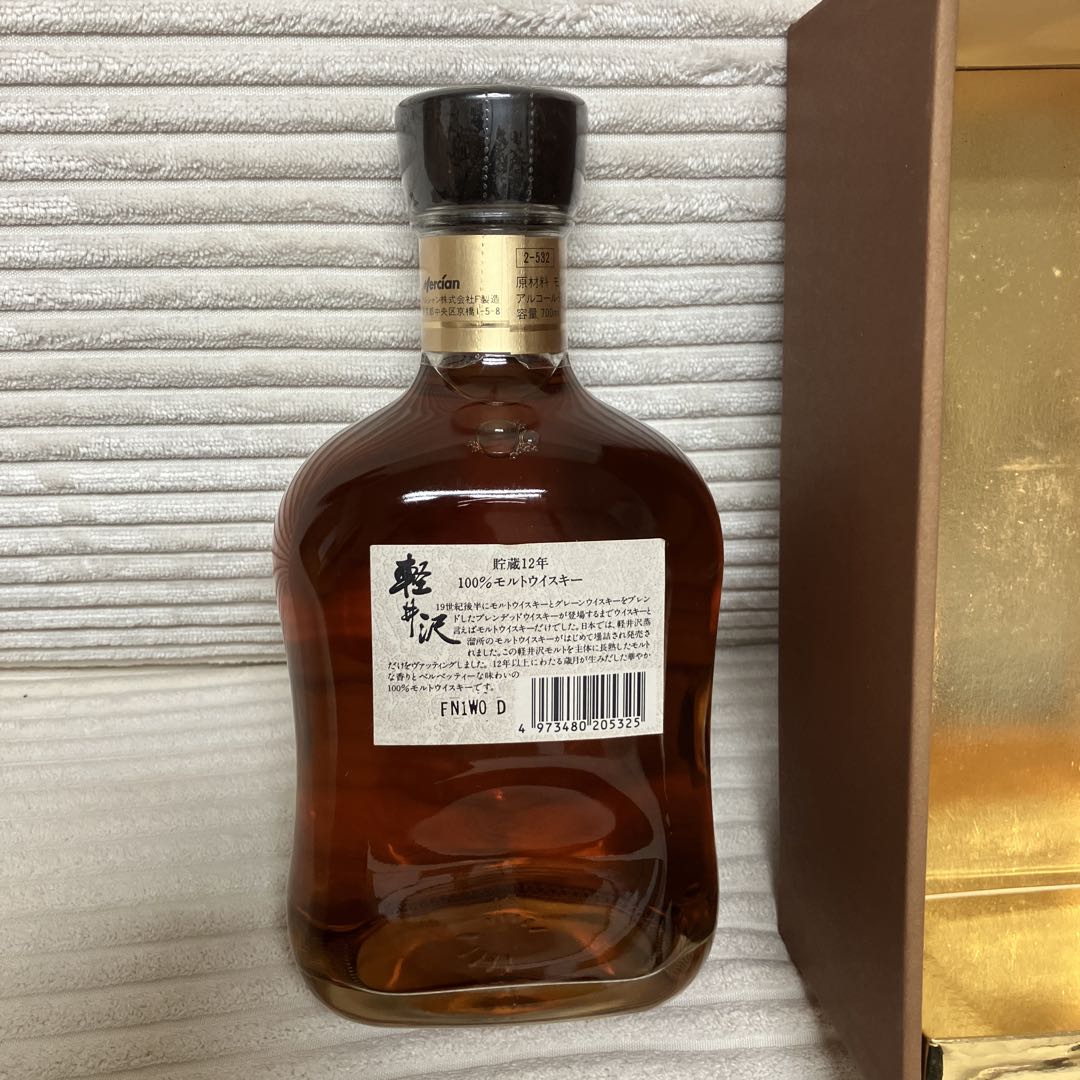 Mercian
シャン株式会社F製造
都中央区京橋1-5-8
2-532
原材料 モ
アルコール
容量 700m
軽井沢
貯蔵12年
100%モルトウイスキー
19世紀後半にモルトウイスキーとグレーンウイスキーをブレン
ドしたブレンデッドウイスキーが登場するまでウイスキーと
言えばモルトウイスキーだけでした。日本では、軽井沢蒸
溜所のモルトウイスキーがはじめて壜詰され発売さ
れました。この軽井沢モルトを主体に長熟したモルト
だけをヴァッティングしました。12年以上にわたる歳月が生みだした華やか
な香りとベルベッティーな味わいの
100%モルトウイスキーです。
FN1WO D
4 973480 205325